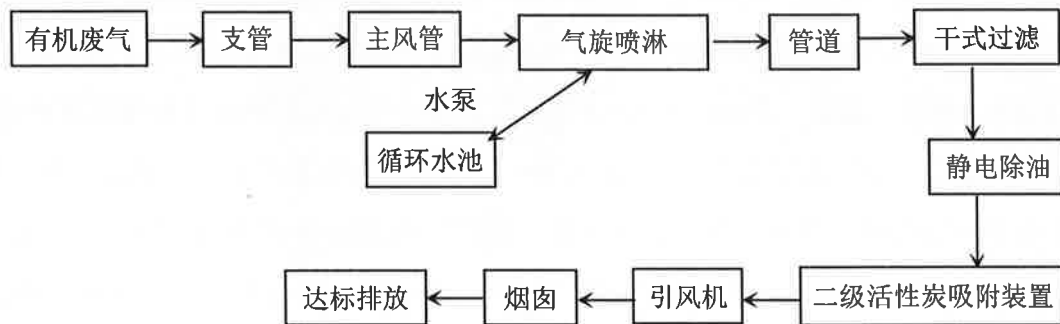 有机废气
支管
主风管
气旋喷淋
管道
干式过滤
水泵
循环水池
静电除油
二级活性炭吸附装置
引风机
烟囱
达标排放